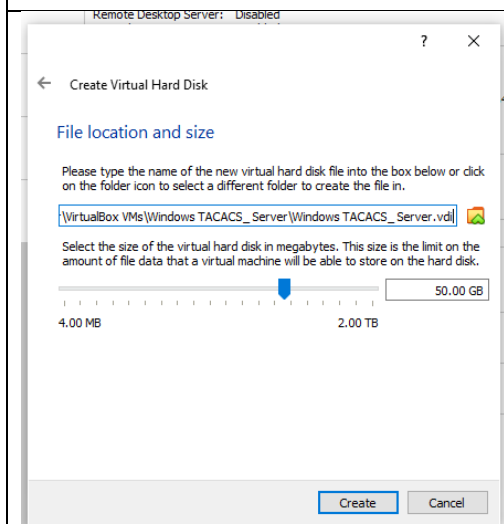 Remote Desktop Server: Disabled
? ×
← Create Virtual Hard Disk
File location and size
Please type the name of the new virtual hard disk file into the box below or click
on the folder icon to select a different folder to create the file in.
\VirtualBox VMs\Windows TACACS_ Server\Windows TACACS_ Server.vdi
Select the size of the virtual hard disk in megabytes. This size is the limit on the
amount of file data that a virtual machine will be able to store on the hard disk.
50.00 GB
4.00 MB 2.00 TB
Create Cancel